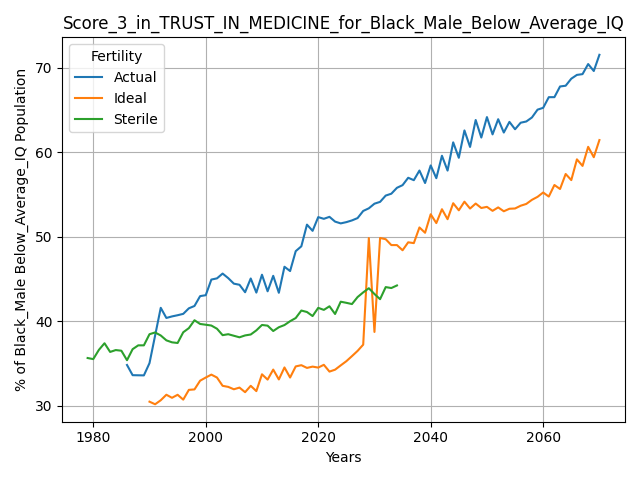 Score_3_in_TRUST_IN_MEDICINE_for_Black_Male_Below_Average_IQ
Fertility
Actual
Ideal
Sterile
% of Black_Male Below_Average_IQ Population
70
60
50
40
30
1980
2000
2020
2040
2060
Years